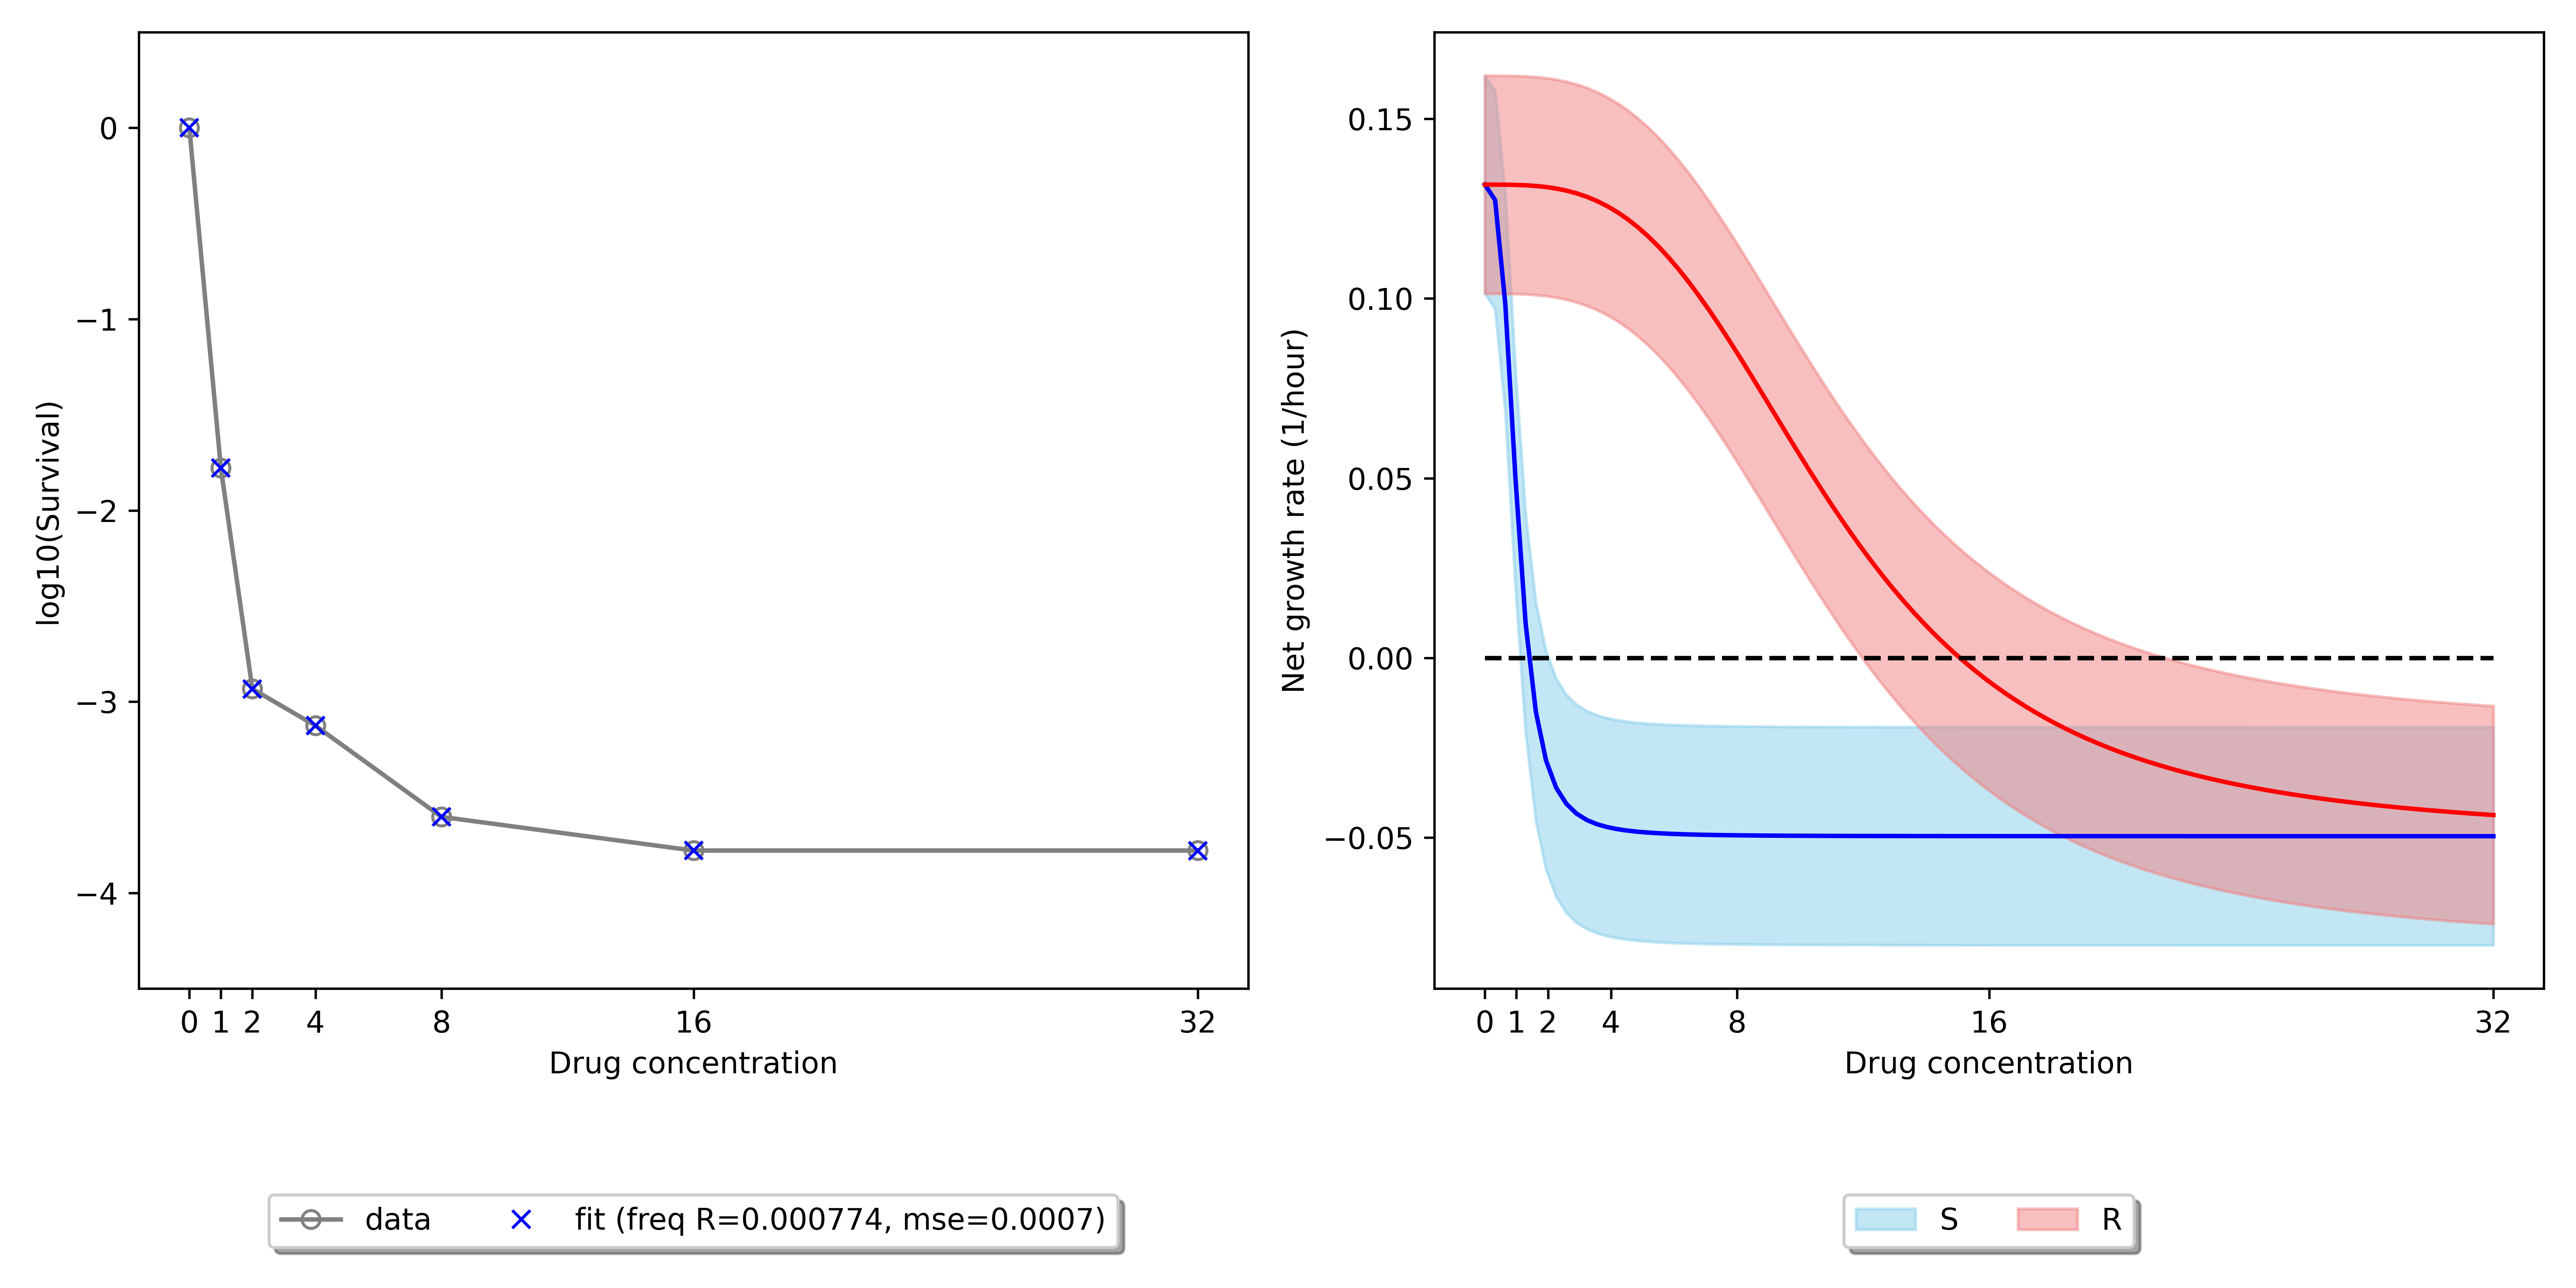 log10(Survival)
0
−1
−2
−3
−4
0 1 2 4 8 16 32
Drug concentration
data fit (freq R=0.000774, mse=0.0007)
Net growth rate (1/hour)
0.15
0.10
0.05
0.00
−0.05
0 1 2 4 8 16 32
Drug concentration
S R